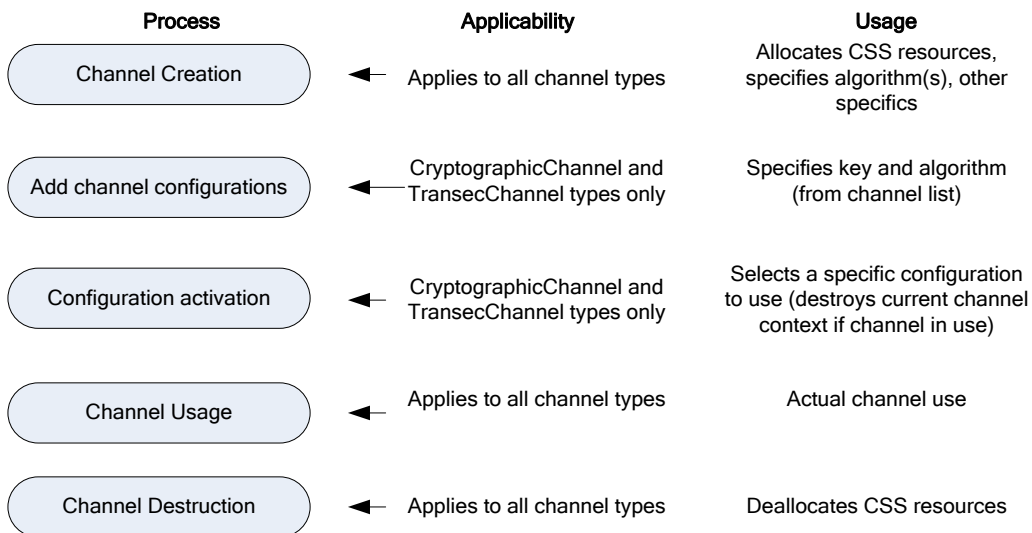 Process Applicability Usage
Channel Creation
Applies to all channel types
Allocates CSS resources,
specifies algorithm(s), other
specifics
Add channel configurations
CryptographicChannel and
TransecChannel types only
Specifies key and algorithm
(from channel list)
Configuration activation
CryptographicChannel and
TransecChannel types only
Selects a specific configuration
to use (destroys current channel
context if channel in use)
Channel Usage
Applies to all channel types
Actual channel use
Channel Destruction
Applies to all channel types
Deallocates CSS resources